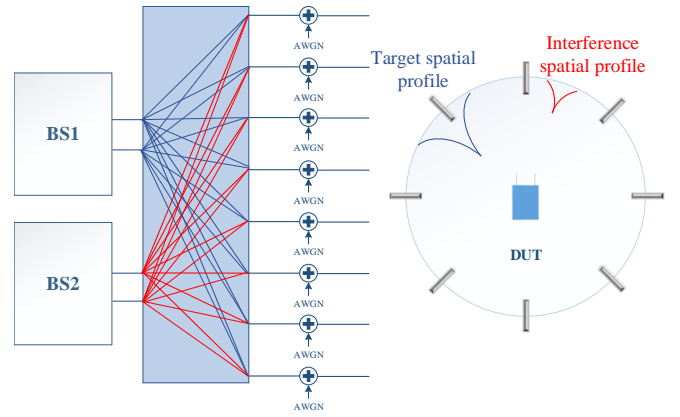 BS1
BS2
AWGN
AWGN
AWGN
AWGN
AWGN
AWGN
AWGN
AWGN
Target spatial
profile
Interference
spatial profile
DUT